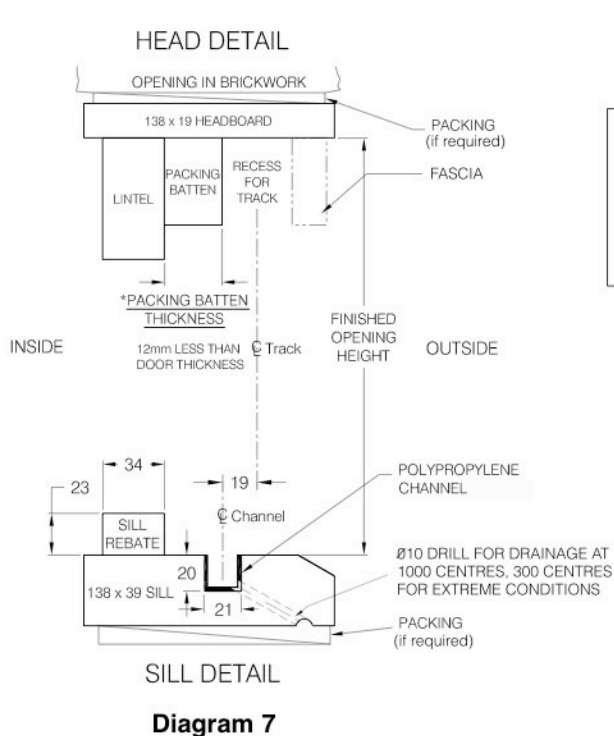 HEAD DETAIL
OPENING IN BRICKWORK
138 x 19 HEADBOARD
PACKING
(if required)
LINTEL
PACKING
BATTEN
RECESS
FOR
TRACK
FASCIA
*PACKING BATTEN
THICKNESS
12mm LESS THAN
DOOR THICKNESS
℄ Track
FINISHED
OPENING
HEIGHT
INSIDE
OUTSIDE
34
23
19
℄ Channel
POLYPROPYLENE
CHANNEL
SILL
REBATE
20
138 x 39 SILL
21
Ø10 DRILL FOR DRAINAGE AT
1000 CENTRES, 300 CENTRES
FOR EXTREME CONDITIONS
PACKING
(if required)
SILL DETAIL
Diagram 7